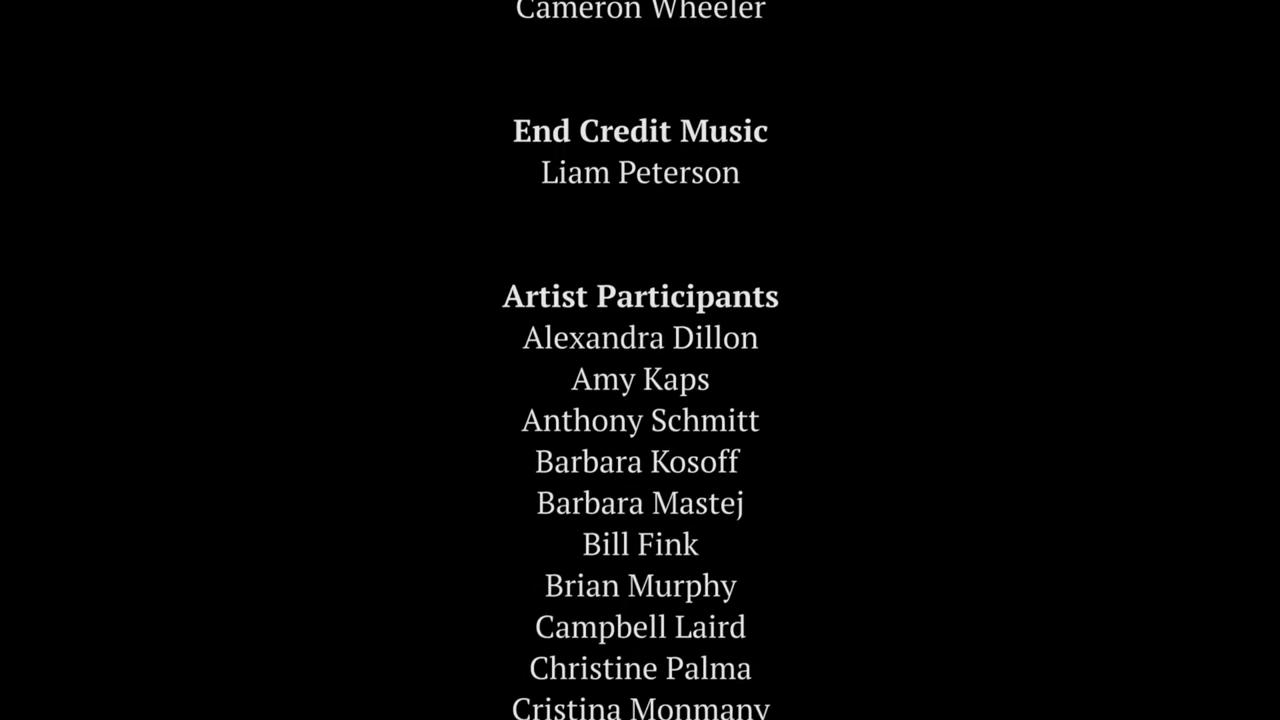 Cameron Wheeler
End Credit Music
Liam Peterson
Artist Participants
Alexandra Dillon
Amy Kaps
Anthony Schmitt
Barbara Kosoff
Barbara Mastej
Bill Fink
Brian Murphy
Campbell Laird
Christine Palma
Cristina Monmany